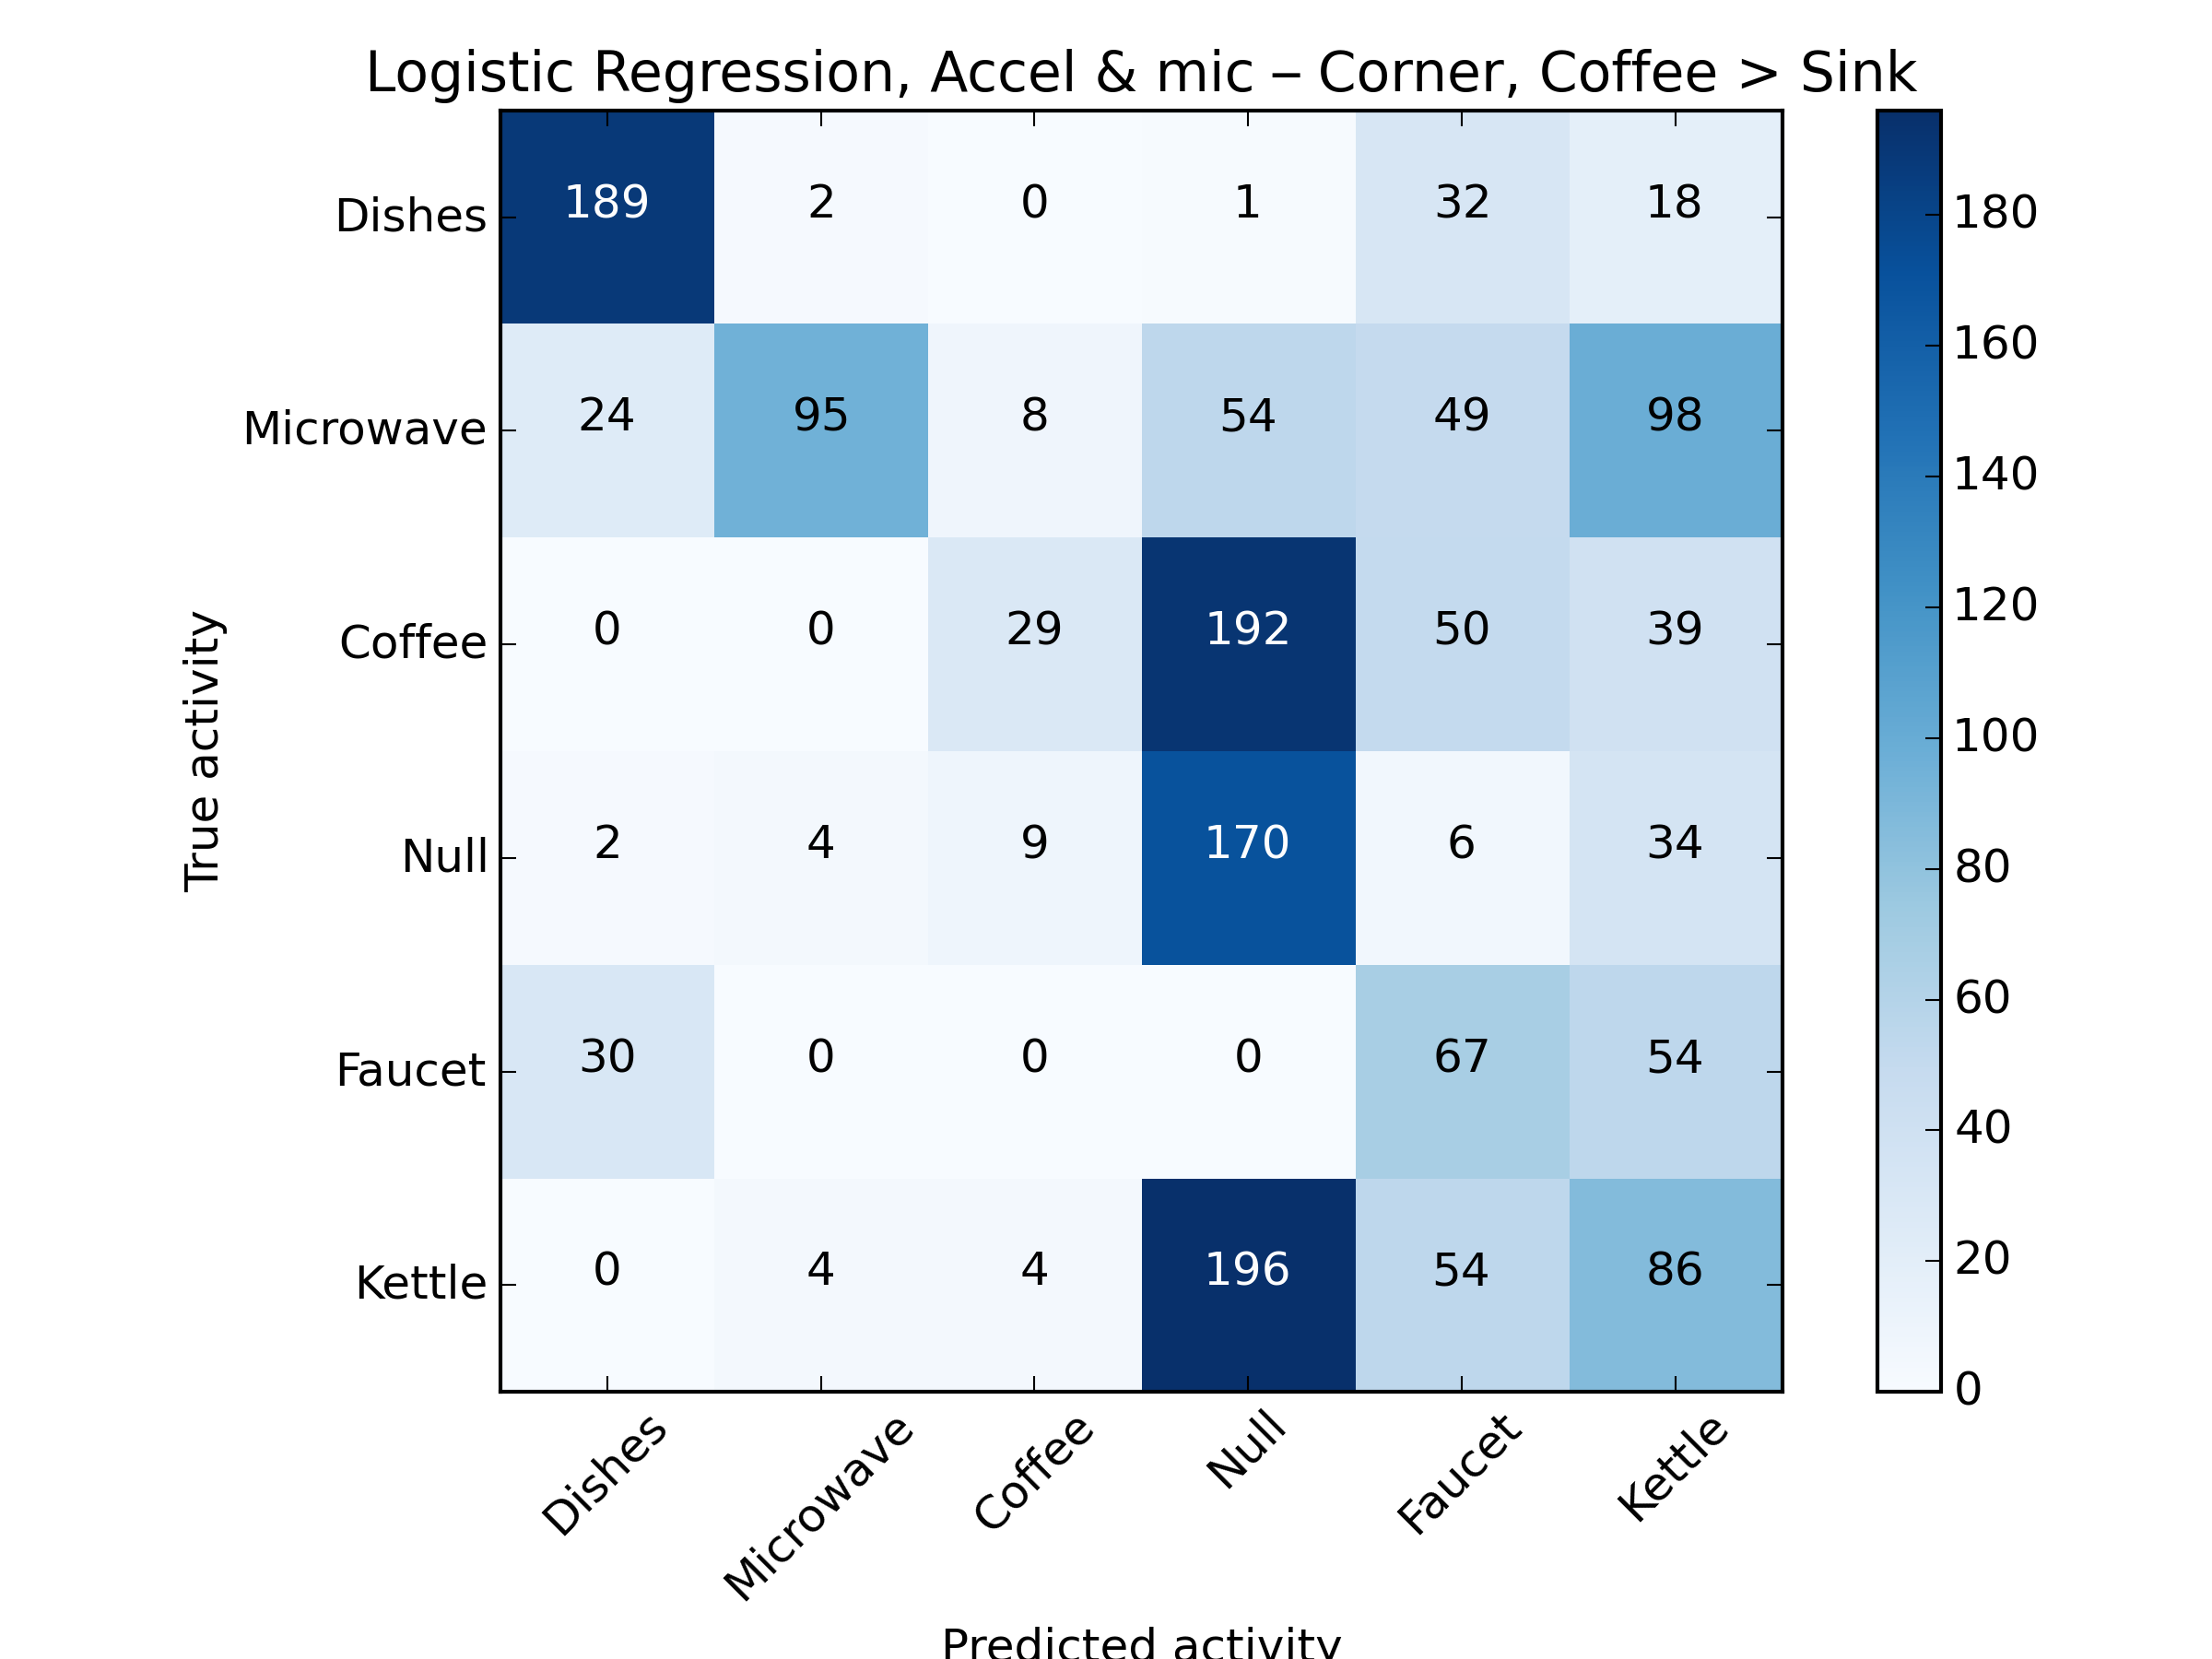 Logistic Regression, Accel & mic – Corner, Coffee > Sink
Dishes 189 2 0 1 32 18
Microwave 24 95 8 54 49 98
Coffee 0 0 29 192 50 39
Null 2 4 9 170 6 34
Faucet 30 0 0 0 67 54
Kettle 0 4 4 196 54 86
True activity
Dishes Microwave Coffee Null Faucet Kettle
Predicted activity
180
160
140
120
100
80
60
40
20
0